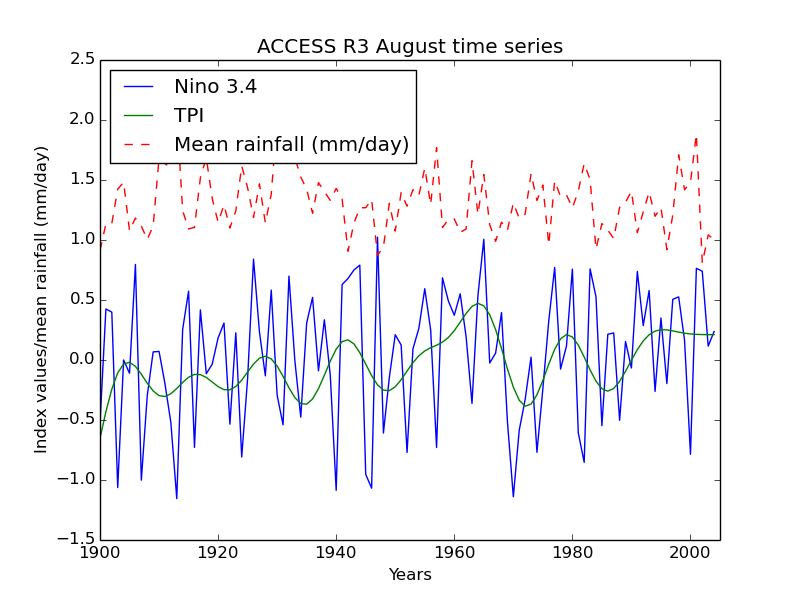 ACCESS R3 August time series
Nino 3.4
TPI
Mean rainfall (mm/day)
2.5
2.0
1.5
1.0
0.5
0.0
−0.5
−1.0
−1.5
Index values/mean rainfall (mm/day)
1900 1920 1940 1960 1980 2000
Years